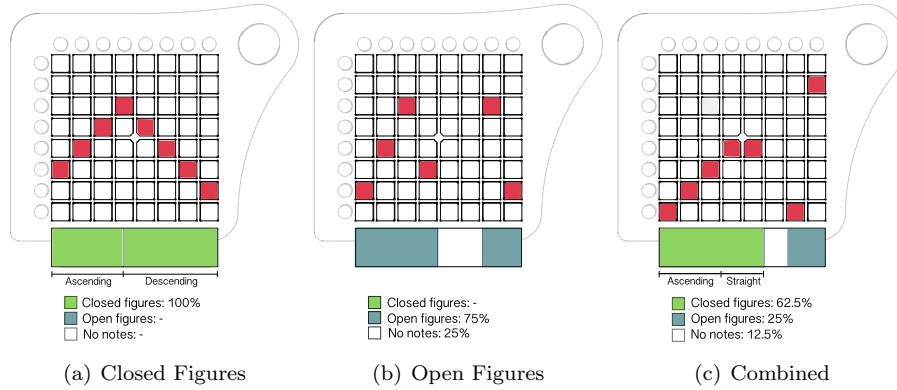 Ascending Descending
Closed figures: 100%
Open figures: -
No notes: -
(a) Closed Figures
Closed figures: -
Open figures: 75%
No notes: 25%
(b) Open Figures
Ascending Straight
Closed figures: 62.5%
Open figures: 25%
No notes: 12.5%
(c) Combined